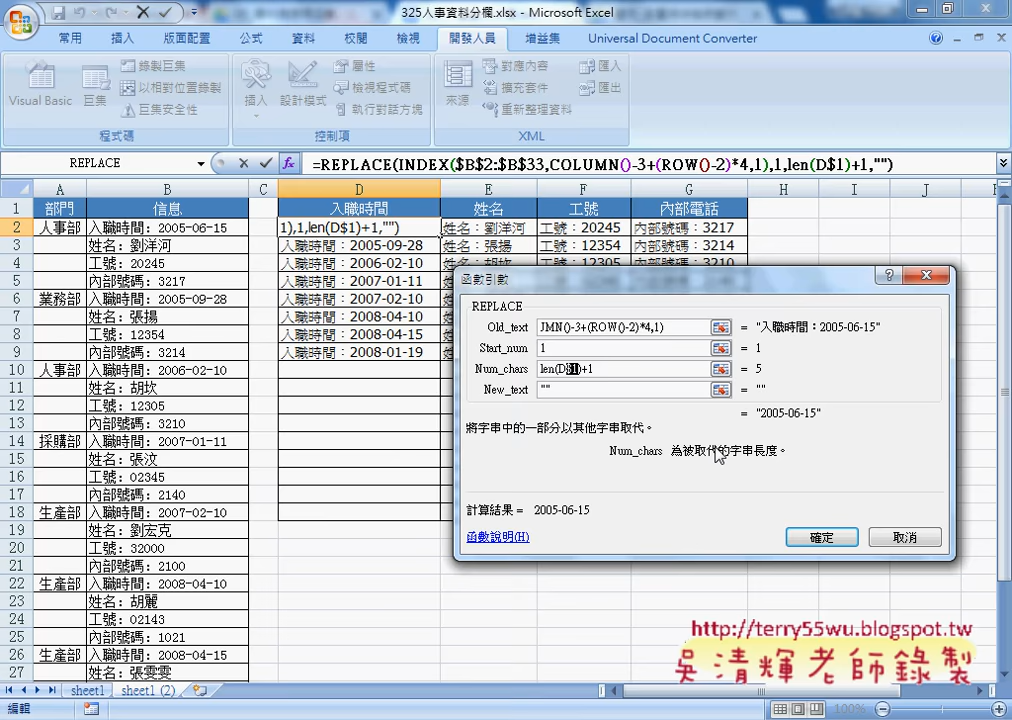 325人事資料分欄.xlsx - Microsoft Excel
常用 插入 版面配置 公式 資料 校閱 檢視 開發人員 增益集 Universal Document Converter
Visual Basic 巨集 錄製巨集 以相對位置錄製 巨集安全性 程式碼
插入 設計模式 屬性 檢視程式碼 執行對話方塊 控制項
來源 對應內容 擴充套件 重新整理資料 匯入 匯出 XML
REPLACE =REPLACE(INDEX($B$2:$B$33,COLUMN()-3+(ROW()-2)*4,1),1,len(D$1)+1,"")
A B C D E F G H I J
1 部門 信息 入職時間 姓名 工號 內部電話
2 人事部 入職時間：2005-06-15 1),1,len(D$1)+1,"") 姓名：劉洋河 工號：20245 內部號碼：3217
3 姓名：劉洋河 入職時間：2005-09-28 姓名：張揚 工號：12354 內部號碼：3214
4 工號：20245 入職時間：2006-02-10 姓名：胡坎 工號：12305 內部號碼：3210
5 內部號碼：3217 入職時間：2007-01-11
6 業務部 入職時間：2005-09-28 入職時間：2007-02-10
7 姓名：張揚 入職時間：2008-04-10
8 工號：12354 入職時間：2008-04-15
9 內部號碼：3214 入職時間：2008-01-19
10 人事部 入職時間：2006-02-10
11 姓名：胡坎
12 工號：12305
13 內部號碼：3210
14 採購部 入職時間：2007-01-11
15 姓名：張汶
16 工號：02345
17 內部號碼：2140
18 生產部 入職時間：2007-02-10
19 姓名：劉宏克
20 工號：32000
21 內部號碼：2100
22 生產部 入職時間：2008-04-10
23 姓名：胡麗
24 工號：02143
25 內部號碼：1021
26 生產部 入職時間：2008-04-15
27 姓名：張雯雯
函數引數
REPLACE
Old_text JMN()-3+(ROW()-2)*4,1) = "入職時間：2005-06-15"
Start_num 1 = 1
Num_chars len(D$1)+1 = 5
New_text "" = ""
= "2005-06-15"
將字串中的一部分以其他字串取代。
Num_chars 為被取代的字串長度。
計算結果 = 2005-06-15
函數說明(H) 確定 取消
http://terry55wu.blogspot.tw
吳清輝老師錄製
sheet1 sheet1 (2)
編輯 100%